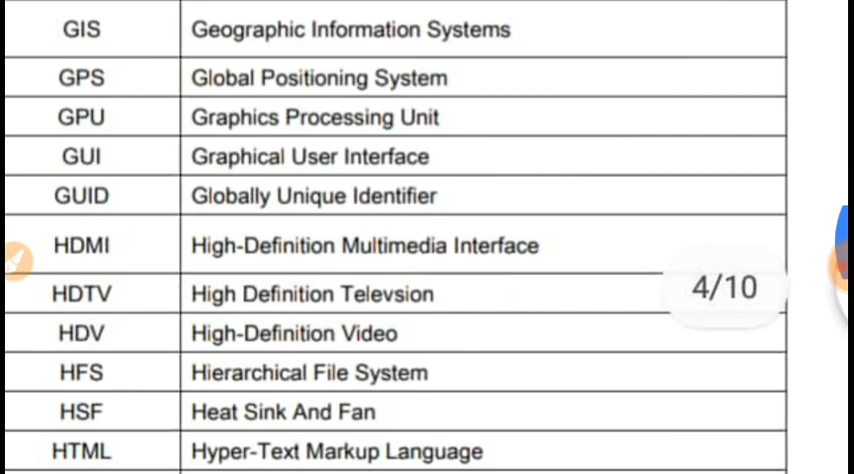 GIS Geographic Information Systems
GPS Global Positioning System
GPU Graphics Processing Unit
GUI Graphical User Interface
GUID Globally Unique Identifier
HDMI High-Definition Multimedia Interface
HDTV High Definition Televsion
4/10
HDV High-Definition Video
HFS Hierarchical File System
HSF Heat Sink And Fan
HTML Hyper-Text Markup Language